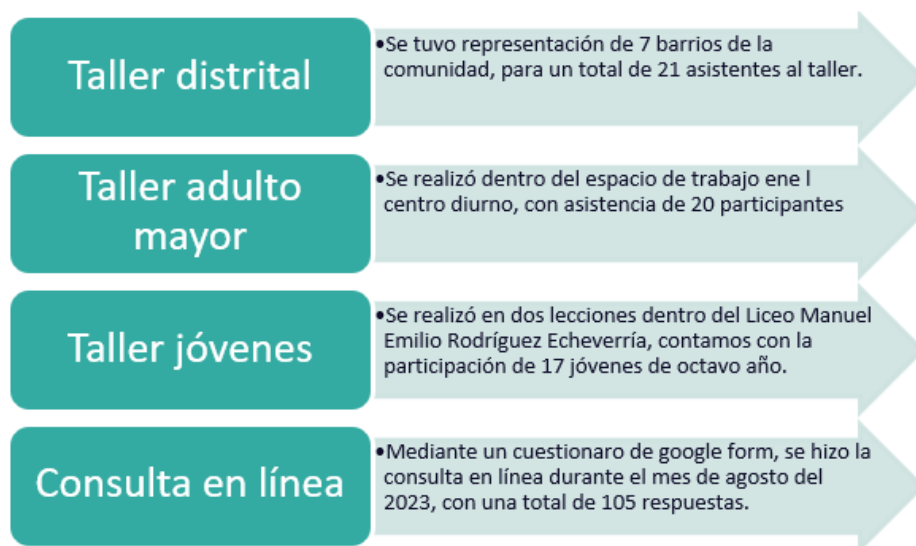 Taller distrital
•Se tuvo representación de 7 barrios de la
comunidad, para un total de 21 asistentes al taller.
Taller adulto
mayor
•Se realizó dentro del espacio de trabajo ene l
centro diurno, con asistencia de 20 participantes
Taller jóvenes
•Se realizó en dos lecciones dentro del Liceo Manuel
Emilio Rodríguez Echeverría, contamos con la
participación de 17 jóvenes de octavo año.
Consulta en línea
•Mediante un cuestionaro de google form, se hizo la
consulta en línea durante el mes de agosto del
2023, con una total de 105 respuestas.